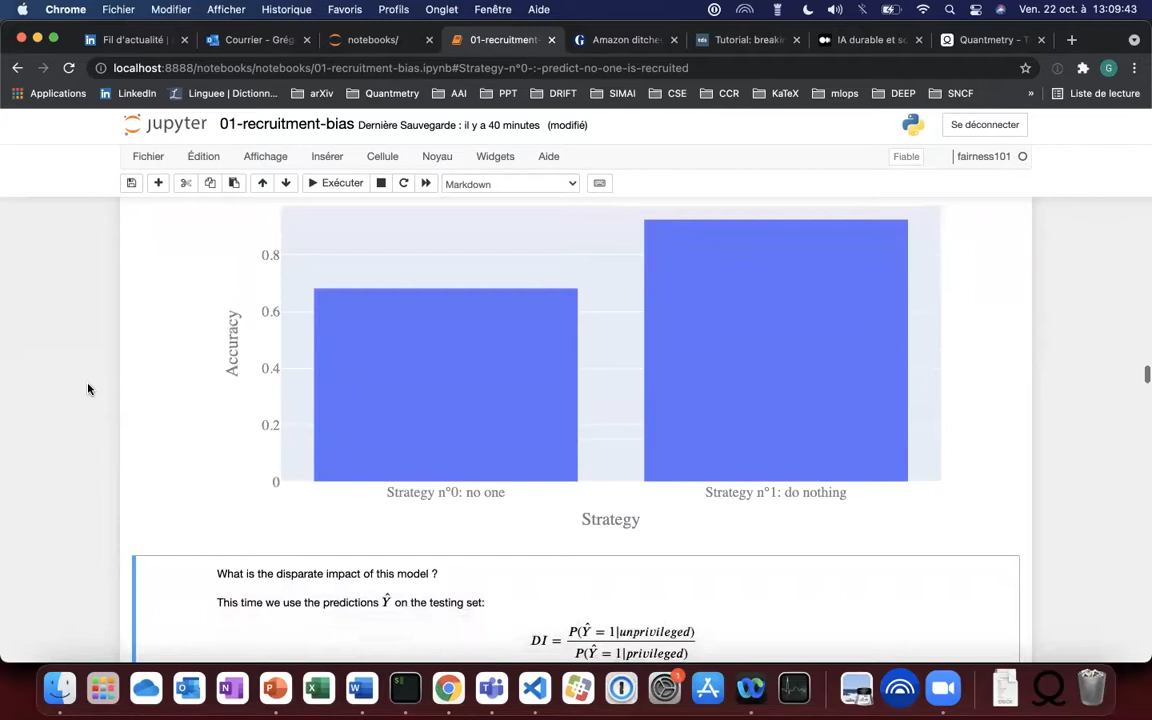 Chrome Fichier Modifier Afficher Historique Favoris Profils Onglet Fenêtre Aide Ven. 22 oct. à 13:09:43
Fil d'actualité | Courrier - Grég notebooks/ 01-recruitment- Amazon ditche Tutorial: breaki IA durable et so Quantmetry - T
localhost:8888/notebooks/notebooks/01-recruitment-bias.ipynb#Strategy-n°0-:-predict-no-one-is-recruited
Applications LinkedIn Linguee | Dictionn... arXiv Quantmetry AAI PPT DRIFT SIMAI CSE CCR KaTeX mlops DEEP SNCF » Liste de lecture
jupyter 01-recruitment-bias Dernière Sauvegarde : il y a 40 minutes (modifié) Se déconnecter
Fichier Édition Affichage Insérer Cellule Noyau Widgets Aide Fiable fairness101
Exécuter Markdown
0.8
0.6
0.4
0.2
0
Accuracy
Strategy n°0: no one Strategy n°1: do nothing
Strategy
What is the disparate impact of this model ?
This time we use the predictions Ŷ on the testing set:
DI = P(Ŷ = 1|unprivileged)
P(Ŷ = 1|privileged)